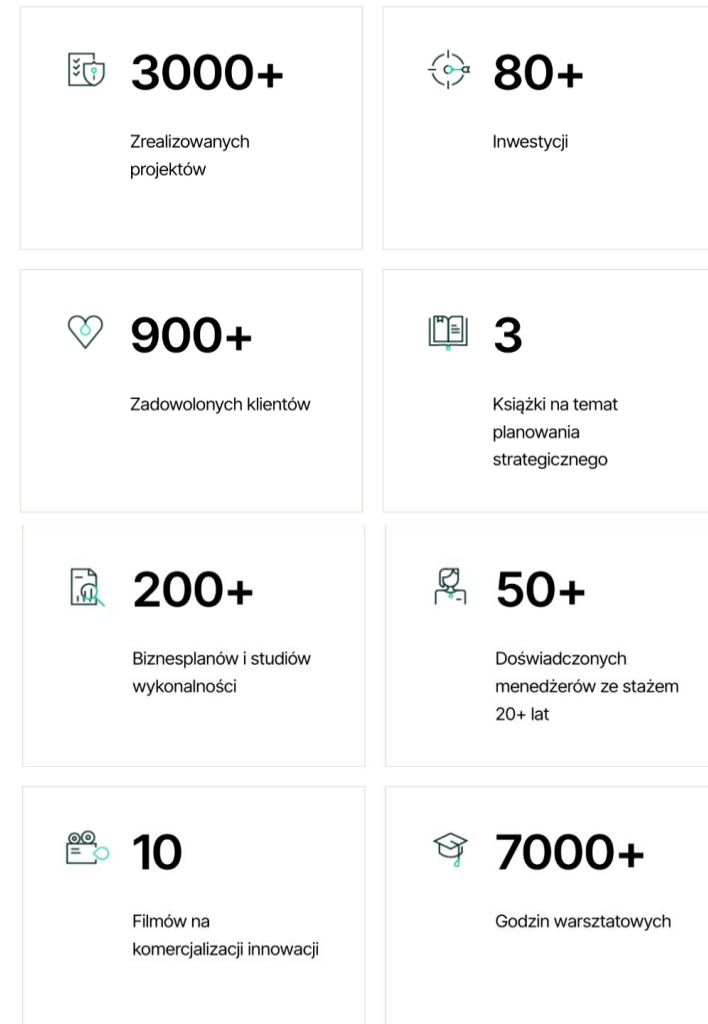 3000+
Zrealizowanych
projektów
80+
Inwestycji
900+
Zadowolonych klientów
3
Książki na temat
planowania
strategicznego
200+
Biznesplanów i studiów
wykonalności
50+
Doświadczonych
menedżerów ze stażem
20+ lat
10
Filmów na
komercjalizacji innowacji
7000+
Godzin warsztatowych